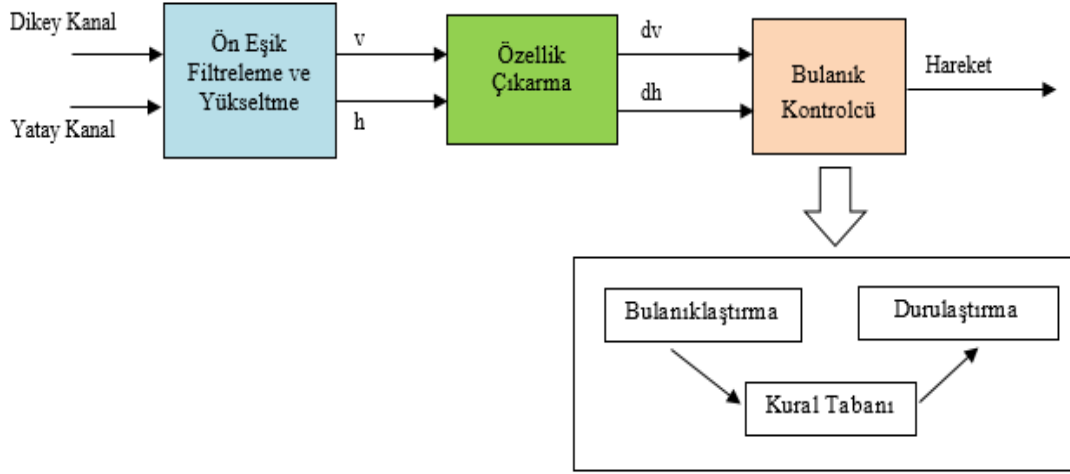 Dikey Kanal
Yatay Kanal
Ön Eşik
Filtreleme ve
Yükseltme
v
h
Özellik
Çıkarma
dv
dh
Bulanık
Kontrolcü
Hareket
Bulanıklaştırma
Durulaştırma
Kural Tabanı